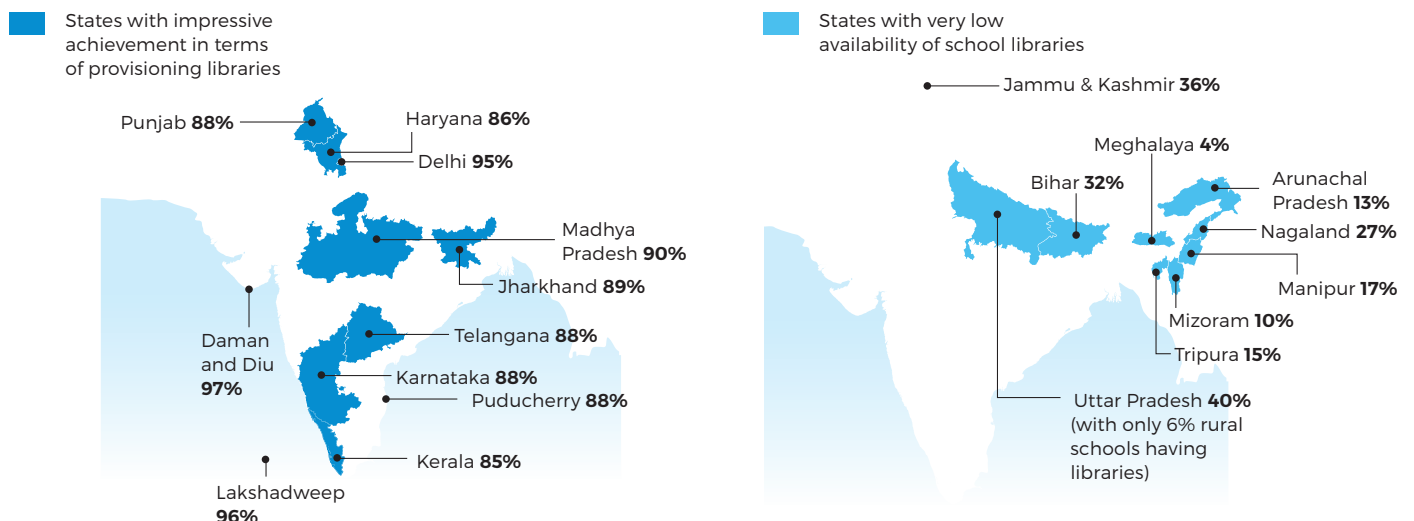 States with impressive
achievement in terms
of provisioning libraries
Punjab 88%
Haryana 86%
Delhi 95%
Madhya
Pradesh 90%
Jharkhand 89%
Daman
and Diu
97%
Telangana 88%
Karnataka 88%
Puducherry 88%
Kerala 85%
Lakshadweep
96%
States with very low
availability of school libraries
Jammu & Kashmir 36%
Meghalaya 4%
Bihar 32%
Arunachal
Pradesh 13%
Nagaland 27%
Manipur 17%
Mizoram 10%
Tripura 15%
Uttar Pradesh 40%
(with only 6% rural
schools having
libraries)